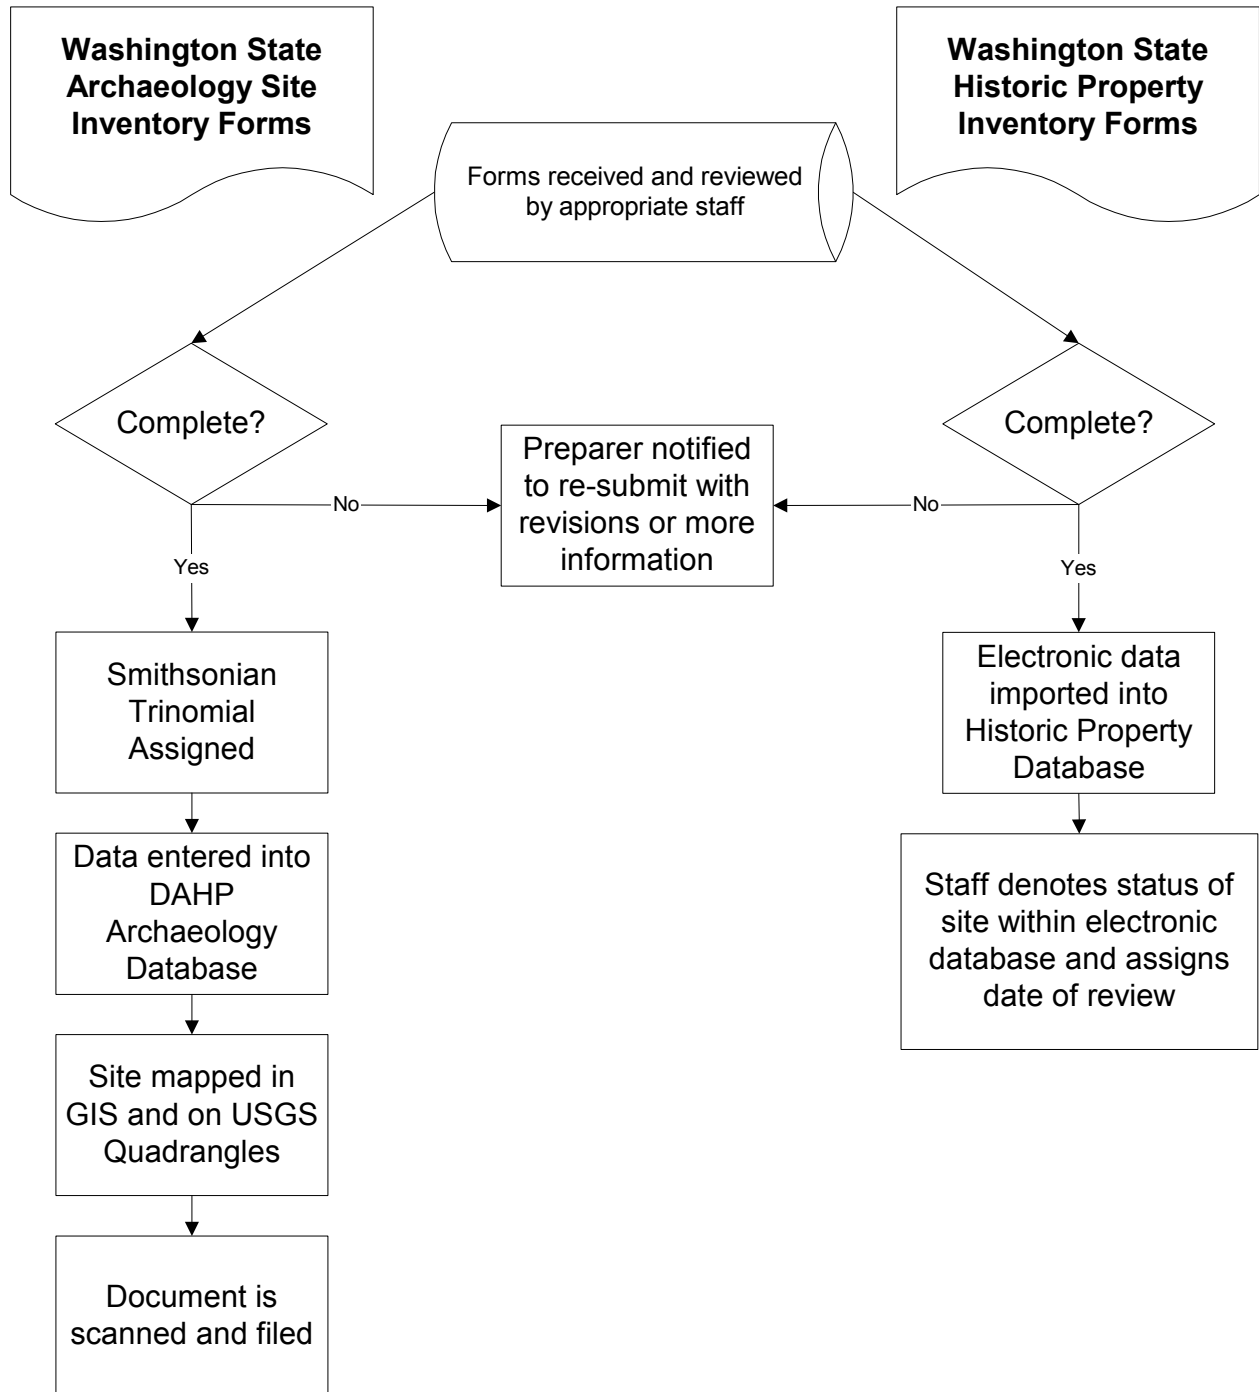 Washington State
Archaeology Site
Inventory Forms
Washington State
Historic Property
Inventory Forms
Forms received and reviewed
by appropriate staff
Complete?
Complete?
Preparer notified
to re-submit with
revisions or more
information
No
No
Yes
Yes
Smithsonian
Trinomial
Assigned
Electronic data
imported into
Historic Property
Database
Data entered into
DAHP
Archaeology
Database
Staff denotes status of
site within electronic
database and assigns
date of review
Site mapped in
GIS and on USGS
Quadrangles
Document is
scanned and filed